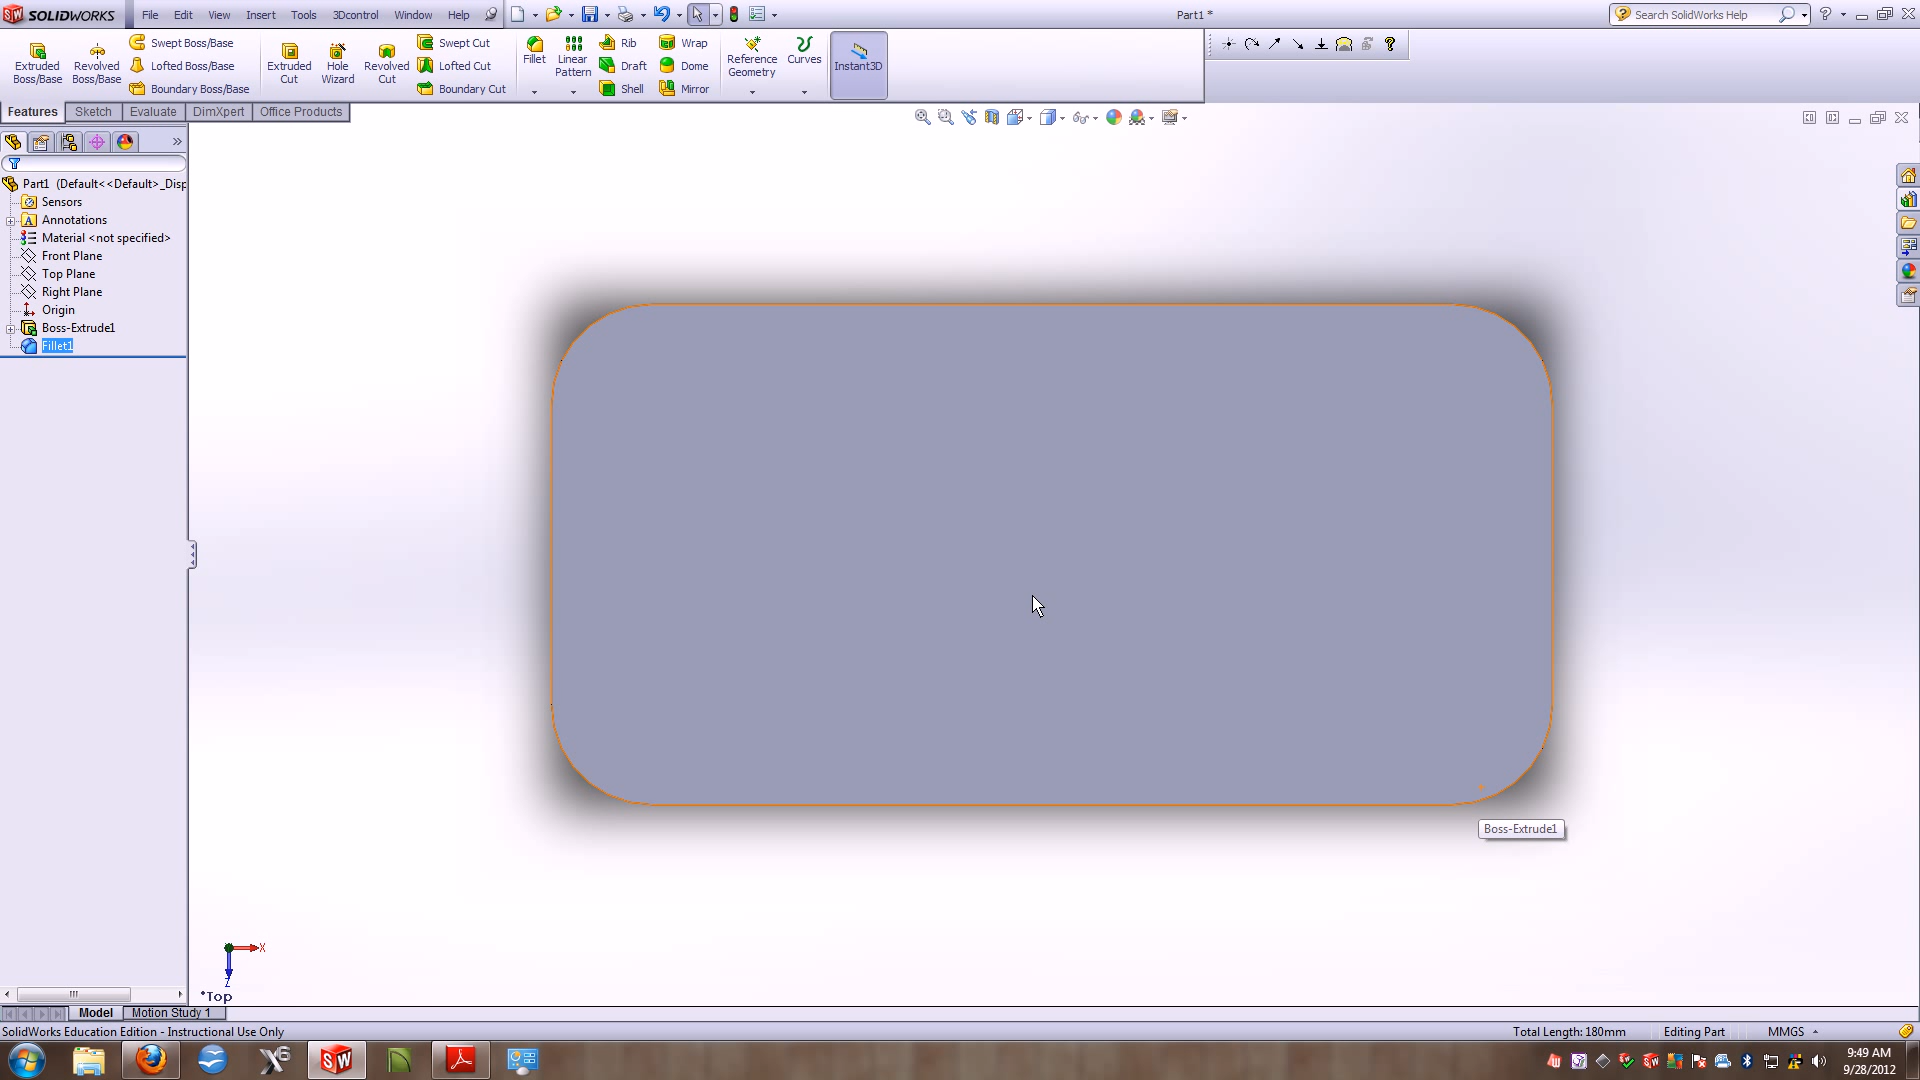 SOLIDWORKS File Edit View Insert Tools 3Dcontrol Window Help Part1 * Search SolidWorks Help
Extruded Boss/Base
Revolved Boss/Base
Swept Boss/Base
Lofted Boss/Base
Boundary Boss/Base
Extruded Cut
Hole Wizard
Revolved Cut
Swept Cut
Lofted Cut
Boundary Cut
Fillet
Linear Pattern
Rib
Draft
Shell
Wrap
Dome
Mirror
Reference Geometry
Curves
Instant3D
Features Sketch Evaluate DimXpert Office Products
Part1 (Default<<Default>_Disp
Sensors
Annotations
Material <not specified>
Front Plane
Top Plane
Right Plane
Origin
Boss-Extrude1
Fillet1
Boss-Extrude1
X
Z
*Top
Model Motion Study 1
SolidWorks Education Edition - Instructional Use Only Total Length: 180mm Editing Part MMGS
9:49 AM
9/28/2012